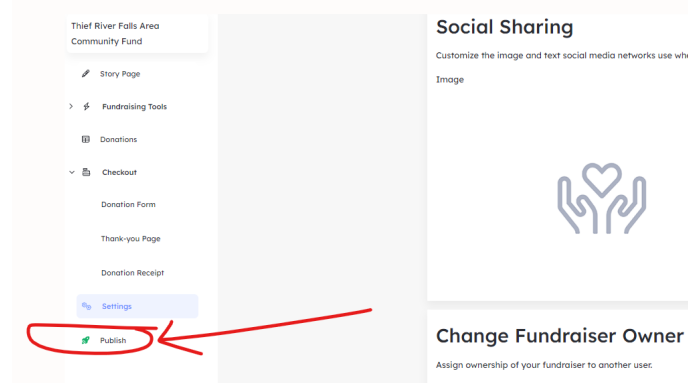 Thief River Falls Area
Community Fund
Story Page
Fundraising Tools
Donations
Checkout
Donation Form
Thank-you Page
Donation Receipt
Settings
Publish
Social Sharing
Customize the image and text social media networks use
Image
Change Fundraiser Owner
Assign ownership of your fundraiser to another user.